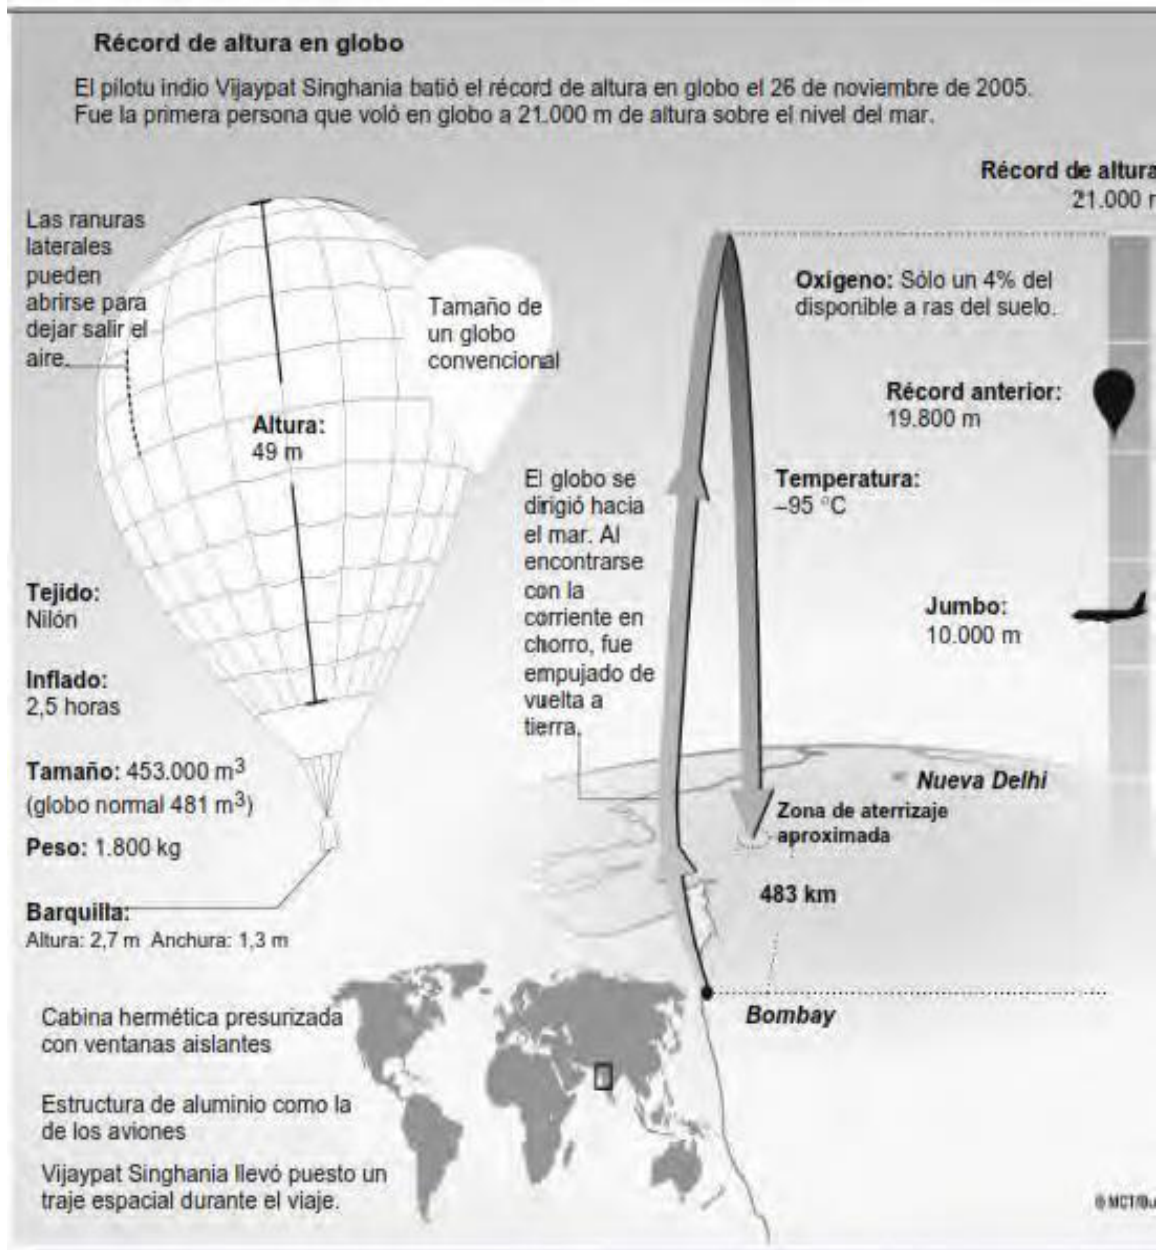 Récord de altura en globo
El pilotu indio Vijaypat Singhania batió el récord de altura en globo el 26 de noviembre de 2005.
Fue la primera persona que voló en globo a 21.000 m de altura sobre el nivel del mar.
Récord de altura
21.000
Las ranuras
laterales
pueden
abrirse para
dejar salir el
aire.
Tamaño de
un globo
convencional
Altura:
49 m
Oxígeno: Sólo un 4% del
disponible a ras del suelo.
Récord anterior:
19.800 m
El globo se
dirigió hacia
el mar. Al
encontrarse
con la
corriente en
chorro, fue
empujado de
vuelta a
tierra.
Temperatura:
–95 °C
Jumbo:
10.000 m
Tejido:
Nilón
Inflado:
2,5 horas
Tamaño: 453.000 m³
(globo normal 481 m³)
Peso: 1.800 kg
Barquilla:
Altura: 2,7 m Anchura: 1,3 m
Nueva Delhi
Zona de aterrizaje
aproximada
483 km
Bombay
Cabina hermética presurizada
con ventanas aislantes
Estructura de aluminio como la
de los aviones
Vijaypat Singhania llevó puesto un
traje espacial durante el viaje.